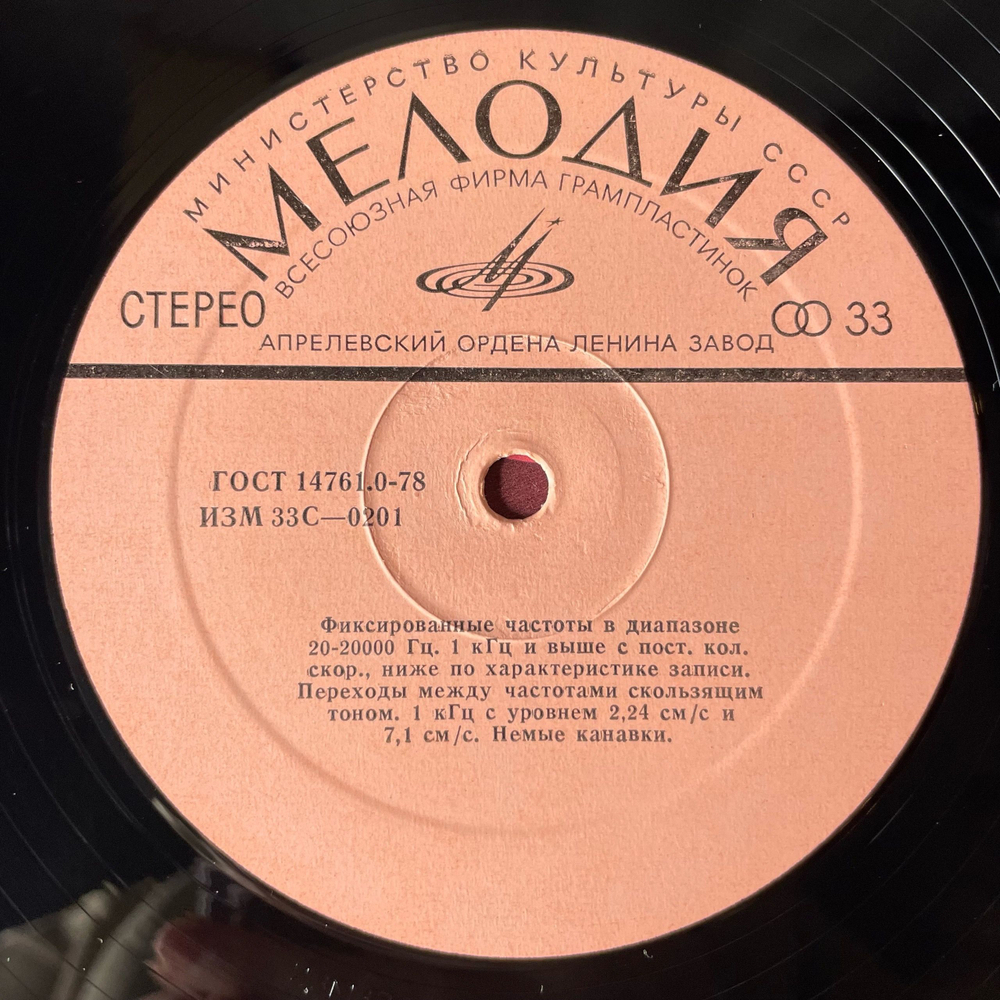 МИНИСТЕРСТВО КУЛЬТУРЫ СССР
МЕЛОДИЯ
ВСЕСОЮЗНАЯ ФИРМА ГРАМПЛАСТИНОК
СТЕРЕО
33
АПРЕЛЕВСКИЙ ОРДЕНА ЛЕНИНА ЗАВОД
ГОСТ 14761.0-78
ИЗМ 33С—0201
Фиксированные частоты в диапазоне
20-20000 Гц. 1 кГц и выше с пост. кол.
скор., ниже по характеристике записи.
Переходы между частотами скользящим
тоном. 1 кГц с уровнем 2,24 см/с и
7,1 см/с. Немые канавки.